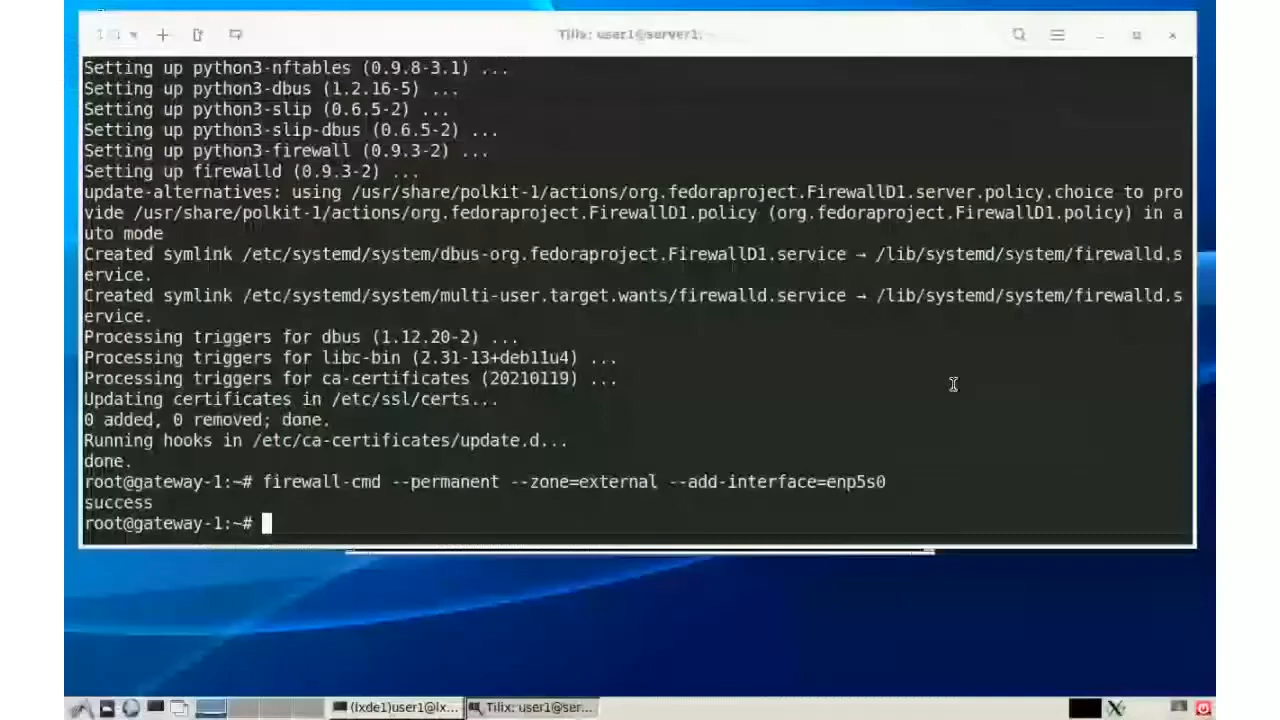 Tilix: user1@server1: ~
Setting up python3-nftables (0.9.8-3.1) ...
Setting up python3-dbus (1.2.16-5) ...
Setting up python3-slip (0.6.5-2) ...
Setting up python3-slip-dbus (0.6.5-2) ...
Setting up python3-firewall (0.9.3-2) ...
Setting up firewalld (0.9.3-2) ...
update-alternatives: using /usr/share/polkit-1/actions/org.fedoraproject.FirewallD1.server.policy.choice to pro
vide /usr/share/polkit-1/actions/org.fedoraproject.FirewallD1.policy (org.fedoraproject.FirewallD1.policy) in a
uto mode
Created symlink /etc/systemd/system/dbus-org.fedoraproject.FirewallD1.service → /lib/systemd/system/firewalld.s
ervice.
Created symlink /etc/systemd/system/multi-user.target.wants/firewalld.service → /lib/systemd/system/firewalld.s
ervice.
Processing triggers for dbus (1.12.20-2) ...
Processing triggers for libc-bin (2.31-13+deb11u4) ...
Processing triggers for ca-certificates (20210119) ...
Updating certificates in /etc/ssl/certs...
0 added, 0 removed; done.
Running hooks in /etc/ca-certificates/update.d...
done.
root@gateway-1:~# firewall-cmd --permanent --zone=external --add-interface=enp5s0
success
root@gateway-1:~#
(lxde1)user1@lx... Tilix: user1@ser...